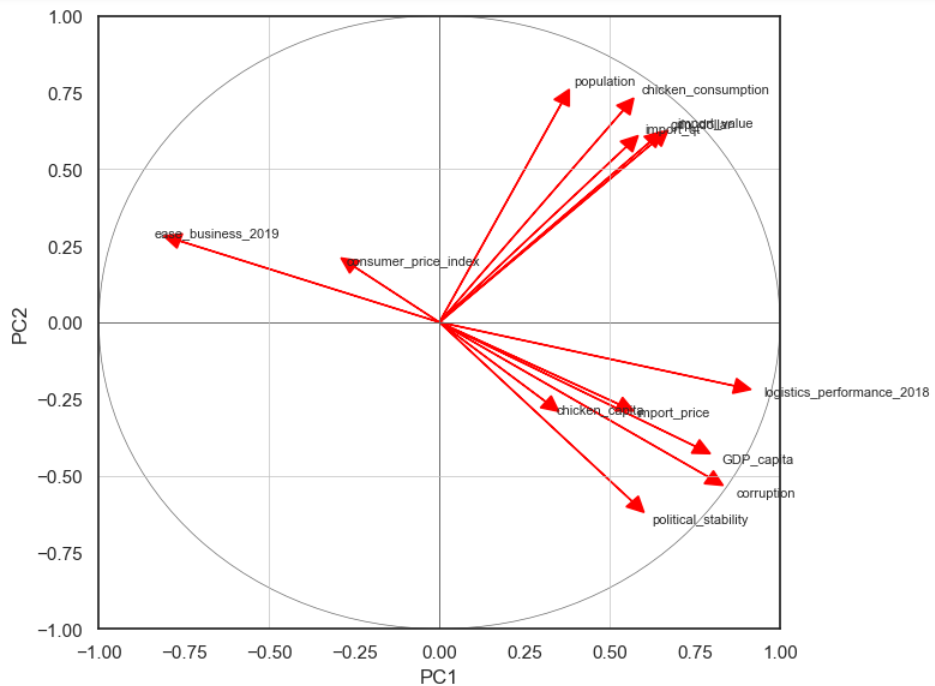 1.00
0.75
0.50
0.25
0.00
−0.25
−0.50
−0.75
−1.00
PC2
population
chicken_consumption
import_value
import_qt
ease_business_2019
consumer_price_index
logistics_performance_2018
chicken_capita
import_price
GDP_capita
corruption
political_stability
−1.00 −0.75 −0.50 −0.25 0.00 0.25 0.50 0.75 1.00
PC1